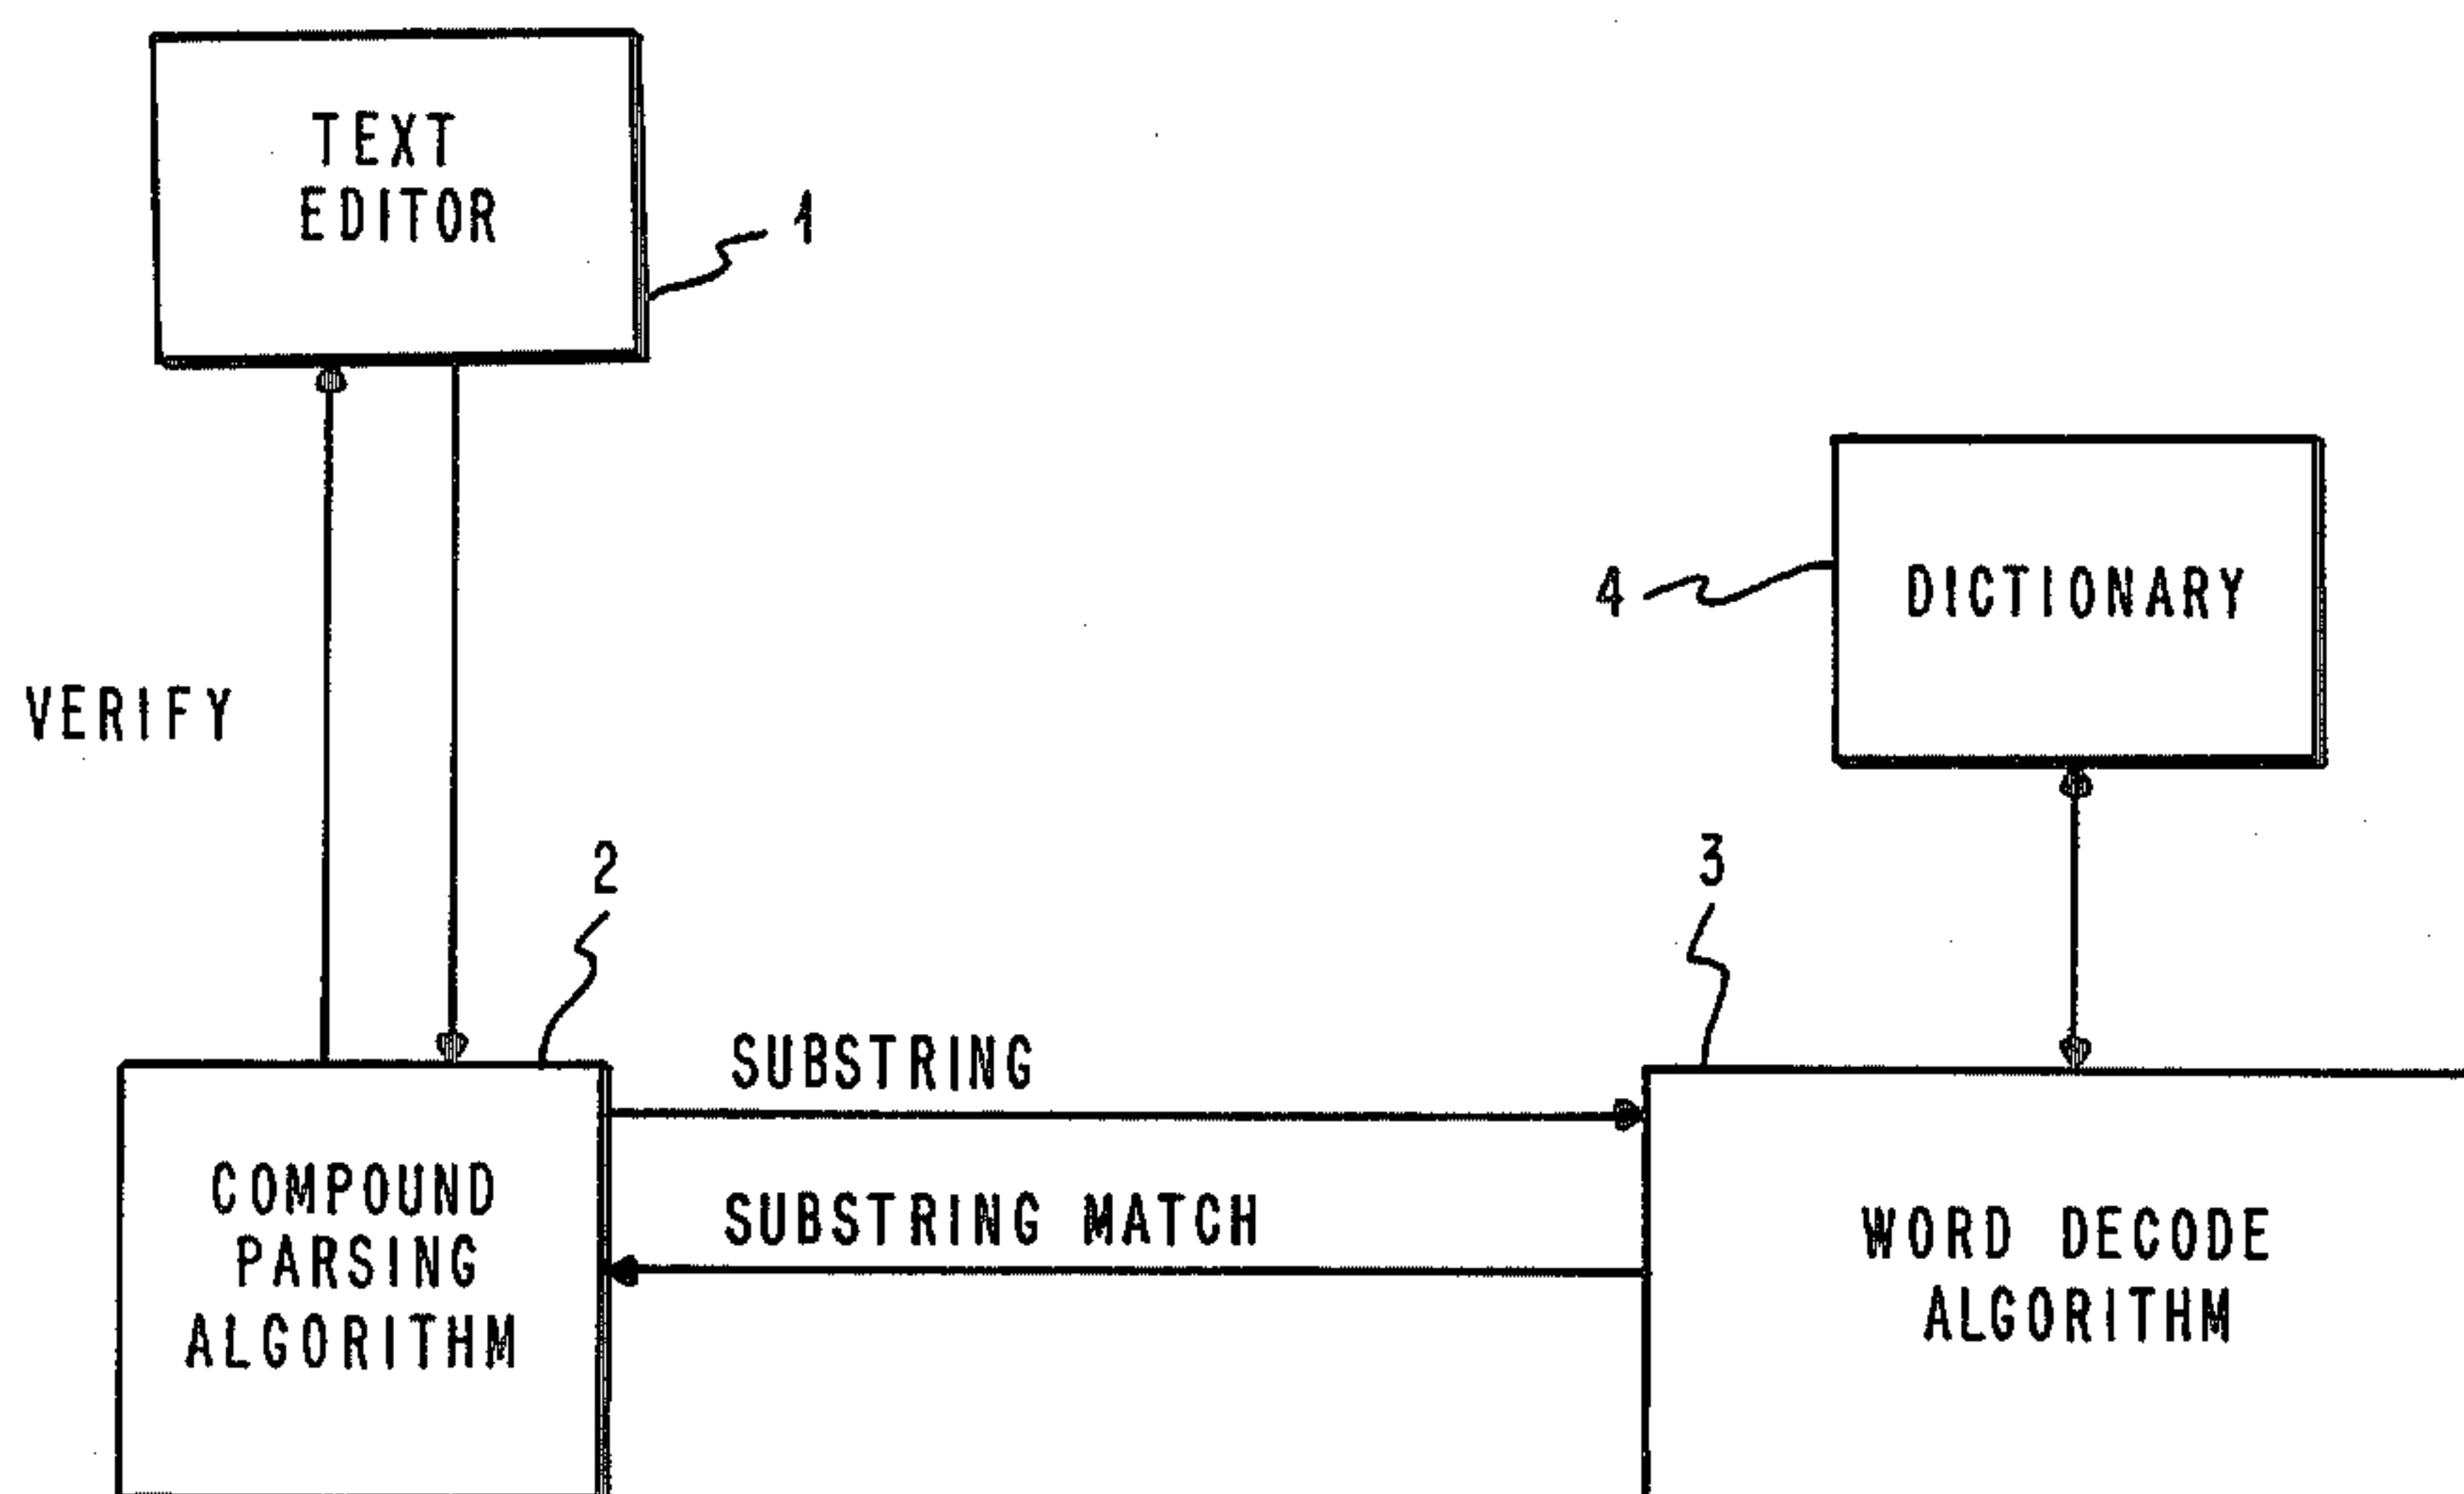 TEXT
EDITOR
1
4
DICTIONARY
VERIFY
2
3
SUBSTRING
SUBSTRING MATCH
COMPOUND
PARSING
ALGORITHM
WORD DECODE
ALGORITHM